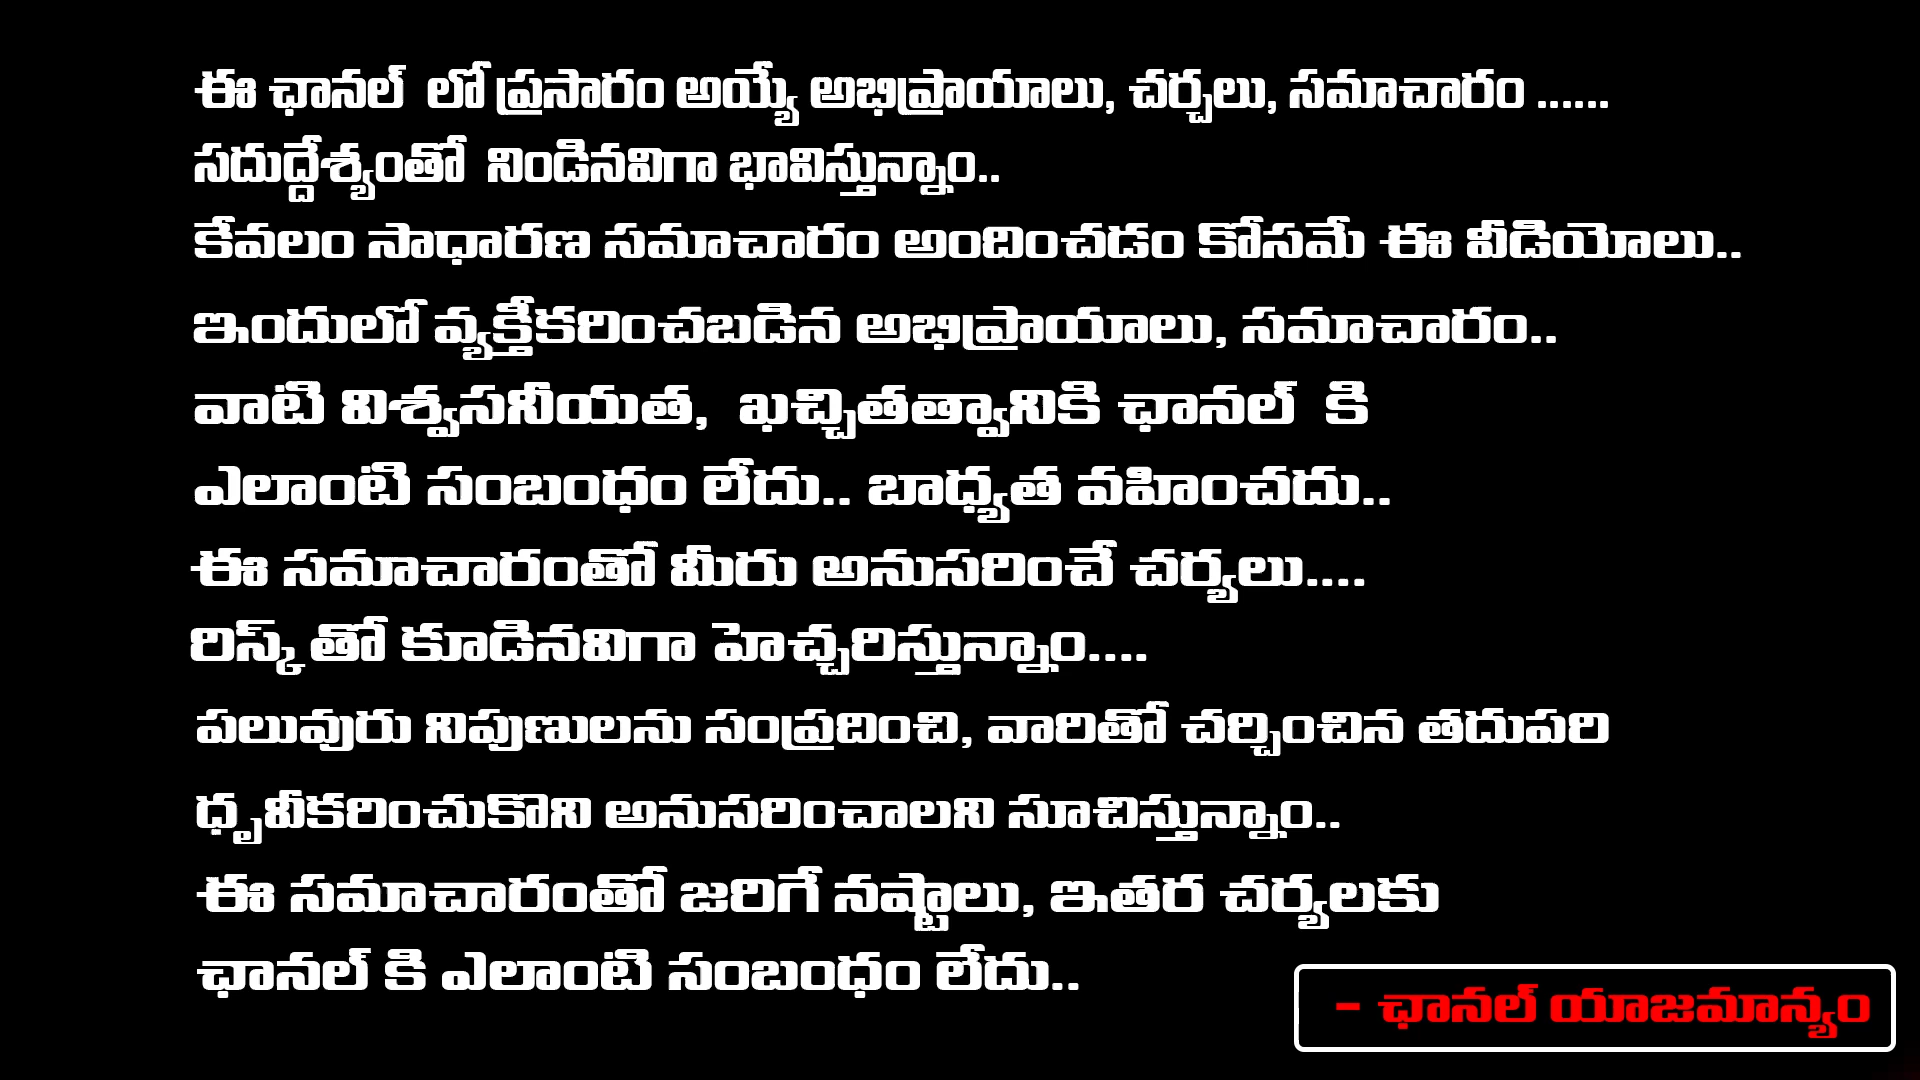 ఈ ఛానల్ లో ప్రసారం అయ్యే అభిప్రాయాలు, చర్చలు, సమాచారం ......
సదుద్దేశ్యంతో నిండినవిగా భావిస్తున్నాం..
కేవలం సాధారణ సమాచారం అందించడం కోసమే ఈ వీడియోలు..
ఇందులో వ్యక్తీకరించబడిన అభిప్రాయాలు, సమాచారం..
వాటి విశ్వసనీయత, ఖచ్చితత్వానికి ఛానల్ కి
ఎలాంటి సంబంధం లేదు.. బాధ్యత వహించదు..
ఈ సమాచారంతో మీరు అనుసరించే చర్యలు....
రిస్క్ తో కూడినవిగా హెచ్చరిస్తున్నాం....
పలువురు నిపుణులను సంప్రదించి, వారితో చర్చించిన తదుపరి
ధృవీకరించుకొని అనుసరించాలని సూచిస్తున్నాం..
ఈ సమాచారంతో జరిగే నష్టాలు, ఇతర చర్యలకు
ఛానల్ కి ఎలాంటి సంబంధం లేదు..
- ఛానల్ యాజమాన్యం